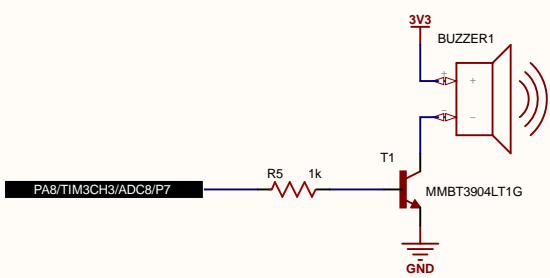 3V3
BUZZER1
+
+
−
−
T1
R5
1k
PA8/TIM3CH3/ADC8/P7
MMBT3904LT1G
GND